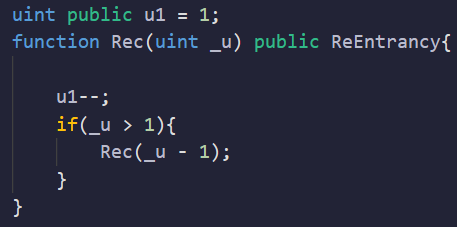 uint public u1 = 1;
function Rec(uint _u) public ReEntrancy{
u1--;
if(_u > 1){
Rec(_u - 1);
}
}